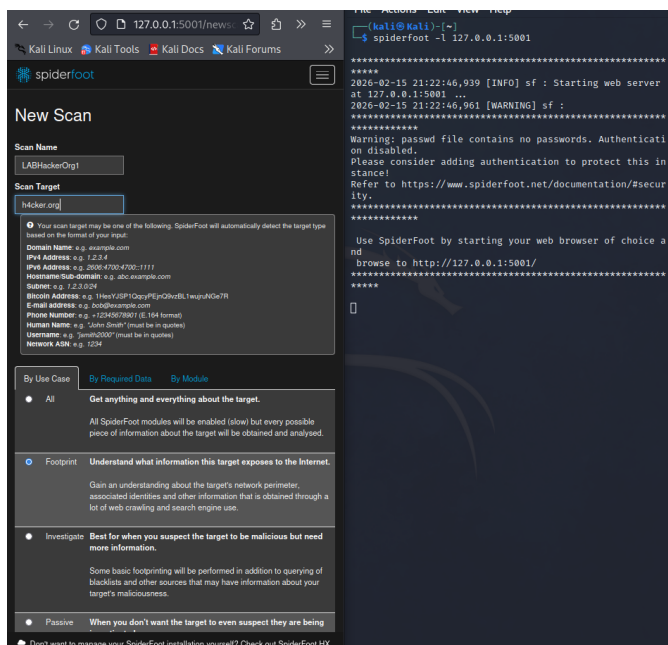 127.0.0.1:5001/newsc
Kali Linux Kali Tools Kali Docs Kali Forums
spiderfoot
New Scan
Scan Name
LABHackerOrg1
Scan Target
h4cker.org
Your scan target may be one of the following. SpiderFoot will automatically detect the target type
based on the format of your input:
Domain Name: e.g. example.com
IPv4 Address: e.g. 1.2.3.4
IPv6 Address: e.g. 2606:4700:4700::1111
Hostname/Sub-domain: e.g. abc.example.com
Subnet: e.g. 1.2.3.0/24
Bitcoin Address: e.g. 1HesYJSP1QqcyPEjnQ9vzBL1wujruNGe7R
E-mail address: e.g. bob@example.com
Phone Number: e.g. +12345678901 (E.164 format)
Human Name: e.g. "John Smith" (must be in quotes)
Username: e.g. "jsmith2000" (must be in quotes)
Network ASN: e.g. 1234
By Use Case By Required Data By Module
All Get anything and everything about the target.
All SpiderFoot modules will be enabled (slow) but every possible
piece of information about the target will be obtained and analysed.
Footprint Understand what information this target exposes to the Internet.
Gain an understanding about the target's network perimeter,
associated identities and other information that is obtained through a
lot of web crawling and search engine use.
Investigate Best for when you suspect the target to be malicious but need
more information.
Some basic footprinting will be performed in addition to querying of
blacklists and other sources that may have information about your
target's maliciousness.
Passive When you don't want the target to even suspect they are being
Don't want to manage your SpiderFoot installation yourself? Check out SpiderFoot HX
File Actions Edit View Help
┌──(kali㉿Kali)-[~]
└─$ spiderfoot -l 127.0.0.1:5001
*****************************************************
*****
2026-02-15 21:22:46,939 [INFO] sf : Starting web server
at 127.0.0.1:5001 ...
2026-02-15 21:22:46,961 [WARNING] sf :
*****************************************************
************
Warning: passwd file contains no passwords. Authenticati
on disabled.
Please consider adding authentication to protect this in
stance!
Refer to https://www.spiderfoot.net/documentation/#secur
ity.
*****************************************************
************
Use SpiderFoot by starting your web browser of choice a
nd
browse to http://127.0.0.1:5001/
*****************************************************
*****